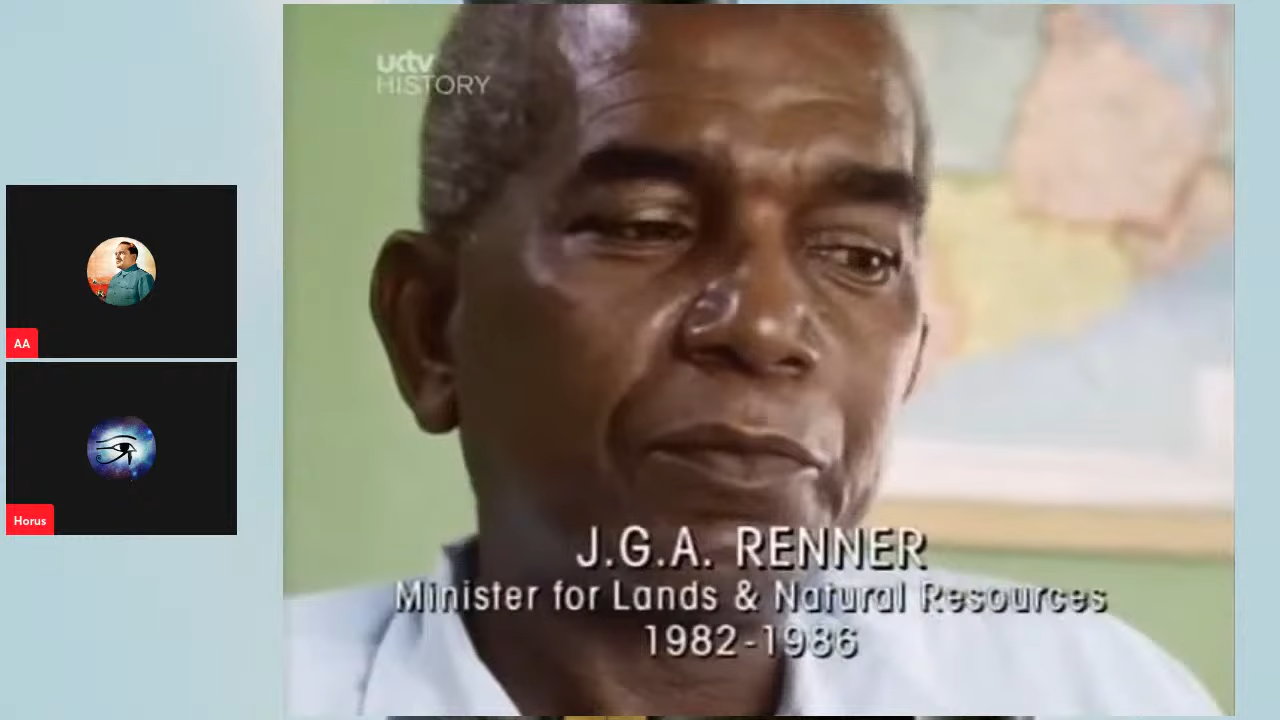 uktv
HISTORY
AA
Horus
J.G.A. RENNER
Minister for Lands & Natural Resources
1982-1986